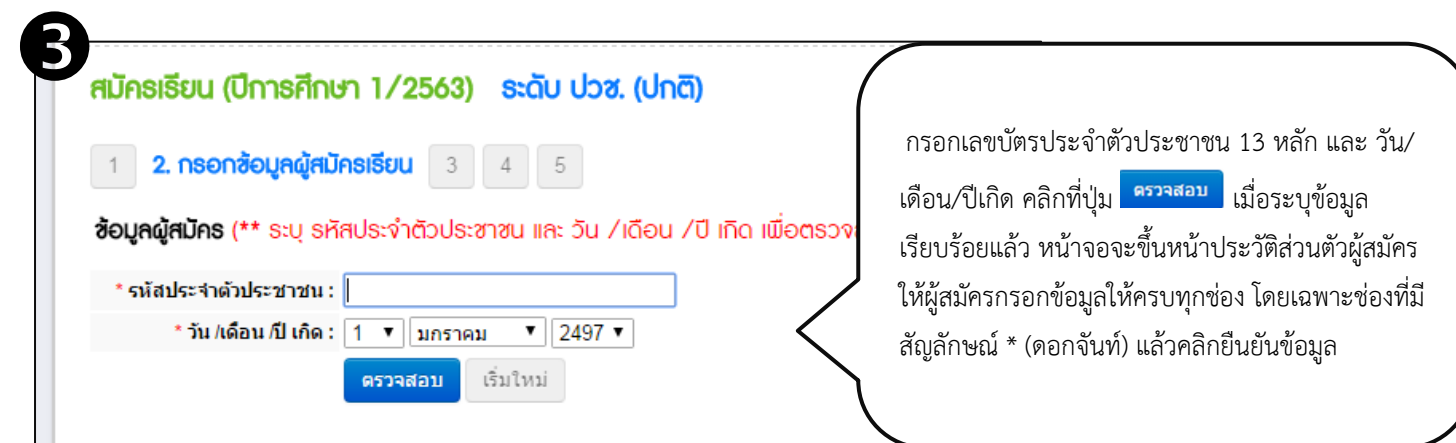 3
สมัครเรียน (ปีการศึกษา 1/2563) ระดับ ปวช. (ปกติ)
1 2. กรอกข้อมูลผู้สมัครเรียน 3 4 5
ข้อมูลผู้สมัคร (** ระบุ รหัสประจำตัวประชาชน และ วัน /เดือน /ปี เกิด เพื่อตรวจ
* รหัสประจำตัวประชาชน :
* วัน /เดือน /ปี เกิด : 1 มกราคม 2497
ตรวจสอบ เริ่มใหม่
กรอกเลขบัตรประจำตัวประชาชน 13 หลัก และ วัน/
เดือน/ปีเกิด คลิกที่ปุ่ม ตรวจสอบ เมื่อระบุข้อมูล
เรียบร้อยแล้ว หน้าจอจะขึ้นหน้าประวัติส่วนตัวผู้สมัคร
ให้ผู้สมัครกรอกข้อมูลให้ครบทุกช่อง โดยเฉพาะช่องที่มี
สัญลักษณ์ * (ดอกจันท์) แล้วคลิกยืนยันข้อมูล